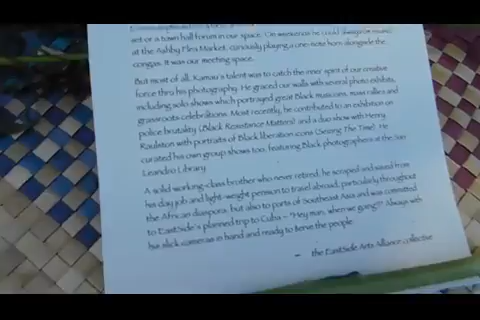 set or a town hall forum in our space. On weekends he could always be found
at the Ashby Flea Market, curiously playing a one-note horn alongside the
congas. It was our meeting space.
But most of all, Kamau's talent was to catch the inner spirit of our creative
force thru his photography. He graced our walls with several photo exhibits,
including solo shows which portrayed great Black musicians, mass rallies and
grassroots celebrations. Most recently, he contributed to an exhibition on
police brutality (Black Resistance Matters) and a duo show with Henry
Roulston with portraits of Black liberation icons (Seizing The Time). He
curated his own group shows too, featuring Black photographers at the San
Leandro Library.
A solid working-class brother who never retired, he scraped and saved from
his day job and light-weight pension to travel abroad, particularly throughout
the African diaspora, but also to parts of Southeast Asia and was committed
to EastSide's planned trip to Cuba – "Hey man, when we going?" Always with
his slick cameras in hand and ready to serve the people.
– the EastSide Arts Alliance collective